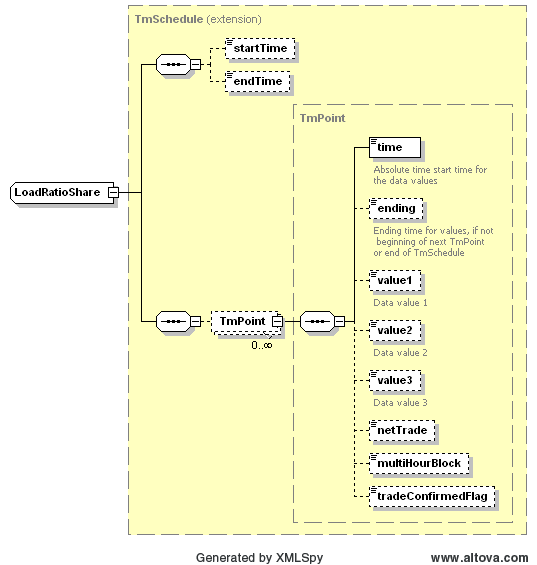 TmSchedule (extension)
startTime
endTime
TmPoint
time
Absolute time start time for
the data values
ending
Ending time for values, if not
beginning of next TmPoint
or end of TmSchedule
LoadRatioShare
value1
Data value 1
TmPoint
0..∞
value2
Data value 2
value3
Data value 3
netTrade
multiHourBlock
tradeConfirmedFlag
Generated by XMLSpy
www.altova.com